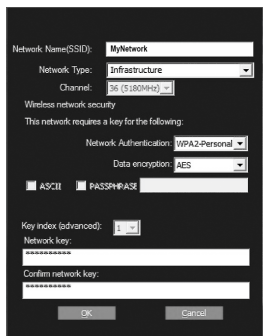 Network Name(SSID): MyNetwork
Network Type: Infrastructure
Channel: 36 (5180MHz)
Wireless network security
This network requires a key for the following:
Network Authentication: WPA2-Personal
Data encryption: AES
ASCII PASSPHRASE
Key index (advanced): 1
Network key:
**********
Confirm network key:
**********
OK Cancel